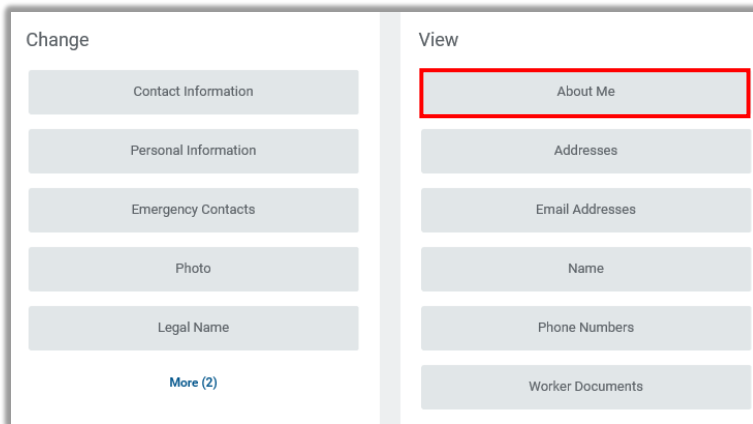 Change
Contact Information
Personal Information
Emergency Contacts
Photo
Legal Name
More (2)
View
About Me
Addresses
Email Addresses
Name
Phone Numbers
Worker Documents